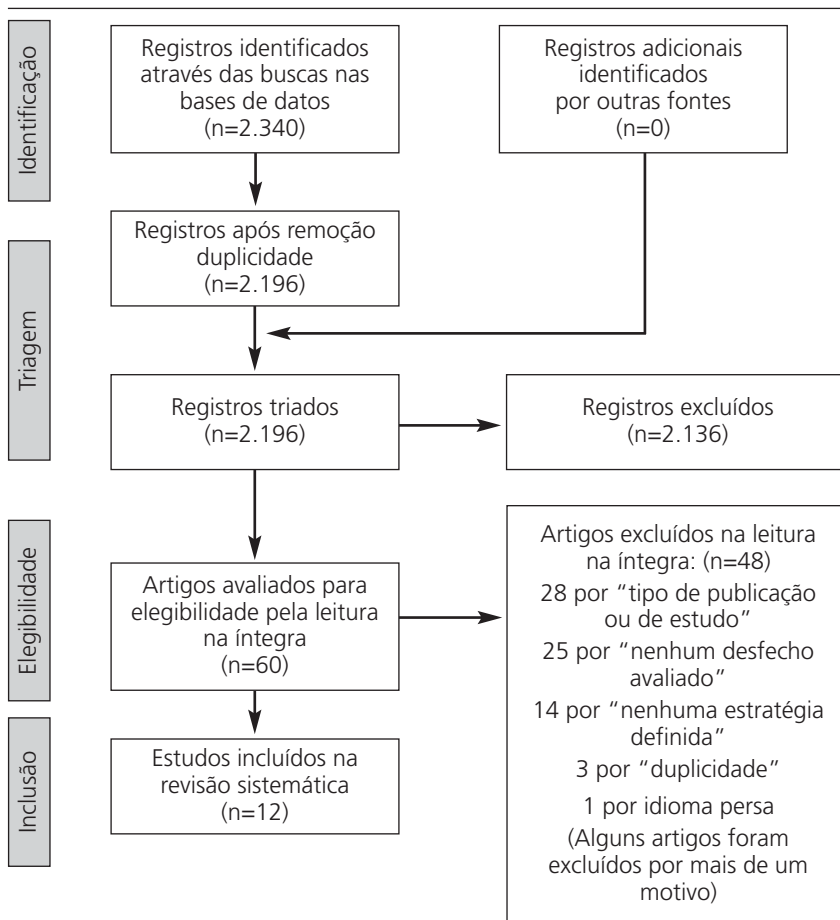 Identificação
Registros identificados
através das buscas nas
bases de datos
(n=2.340)
Registros adicionais
identificados
por outras fontes
(n=0)
Triagem
Registros após remoção
duplicidade
(n=2.196)
Registros triados
(n=2.196)
Registros excluídos
(n=2.136)
Elegibilidade
Artigos avaliados para
elegibilidade pela leitura
na íntegra
(n=60)
Artigos excluídos na leitura
na íntegra: (n=48)
28 por “tipo de publicação
ou de estudo”
25 por “nenhum desfecho
avaliado”
14 por “nenhuma estratégia
definida”
3 por “duplicidade”
1 por idioma persa
(Alguns artigos foram
excluídos por mais de um
motivo)
Inclusão
Estudos incluídos na
revisão sistemática
(n=12)